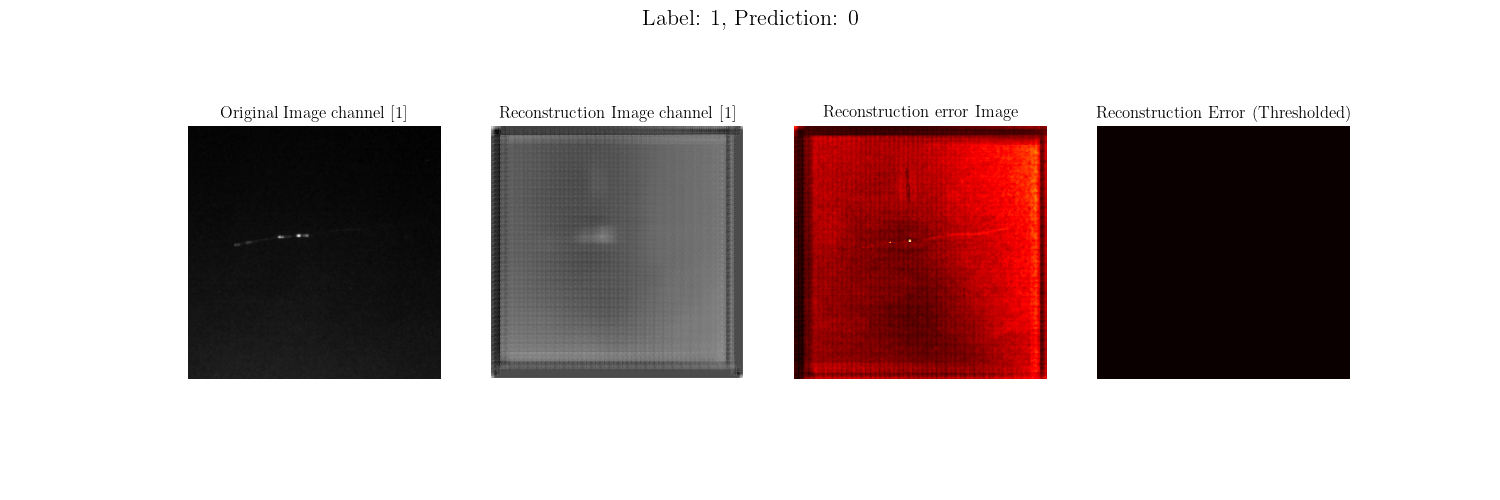 Label: 1, Prediction: 0
Original Image channel [1]
Reconstruction Image channel [1]
Reconstruction error Image
Reconstruction Error (Thresholded)